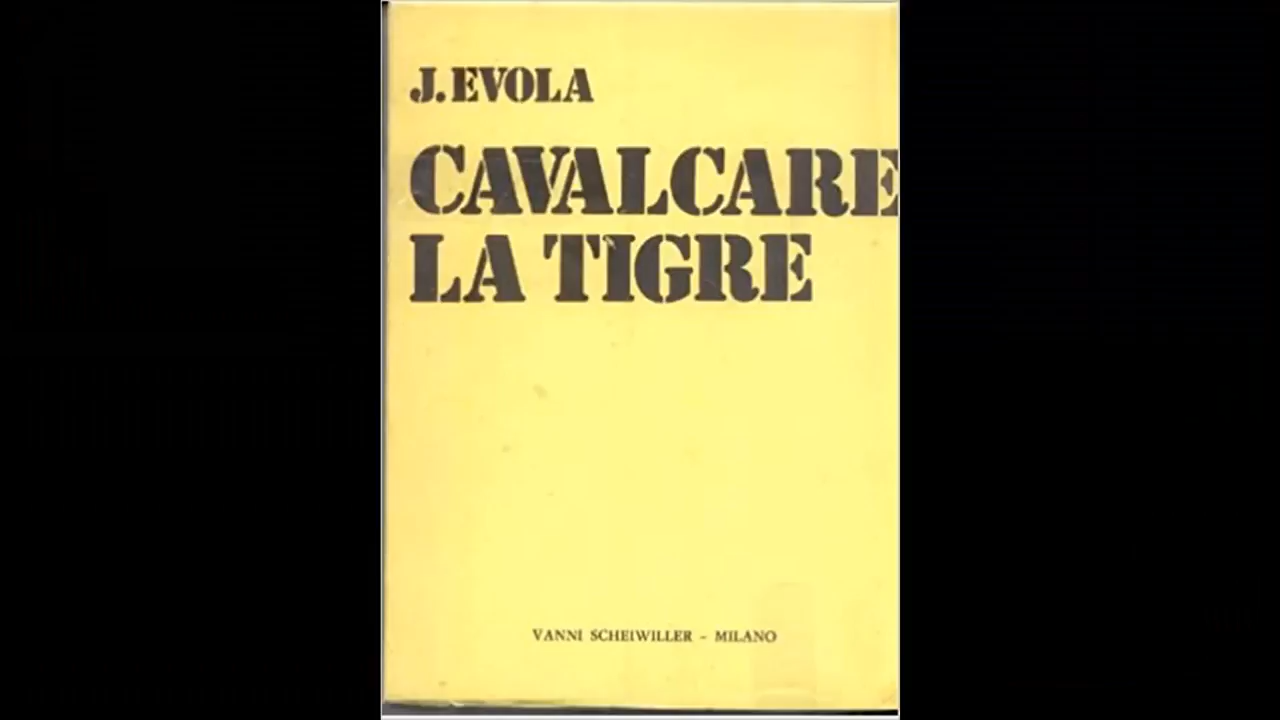 J. EVOLA
CAVALCARE
LA TIGRE
VANNI SCHEIWILLER - MILANO